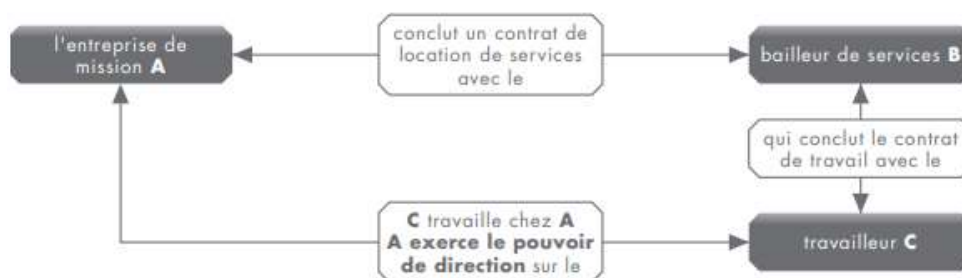 l'entreprise de
mission A
conclut un contrat de
location de services
avec le
bailleur de services B
qui conclut le contrat
de travail avec le
C travaille chez A
A exerce le pouvoir
de direction sur le
travailleur C